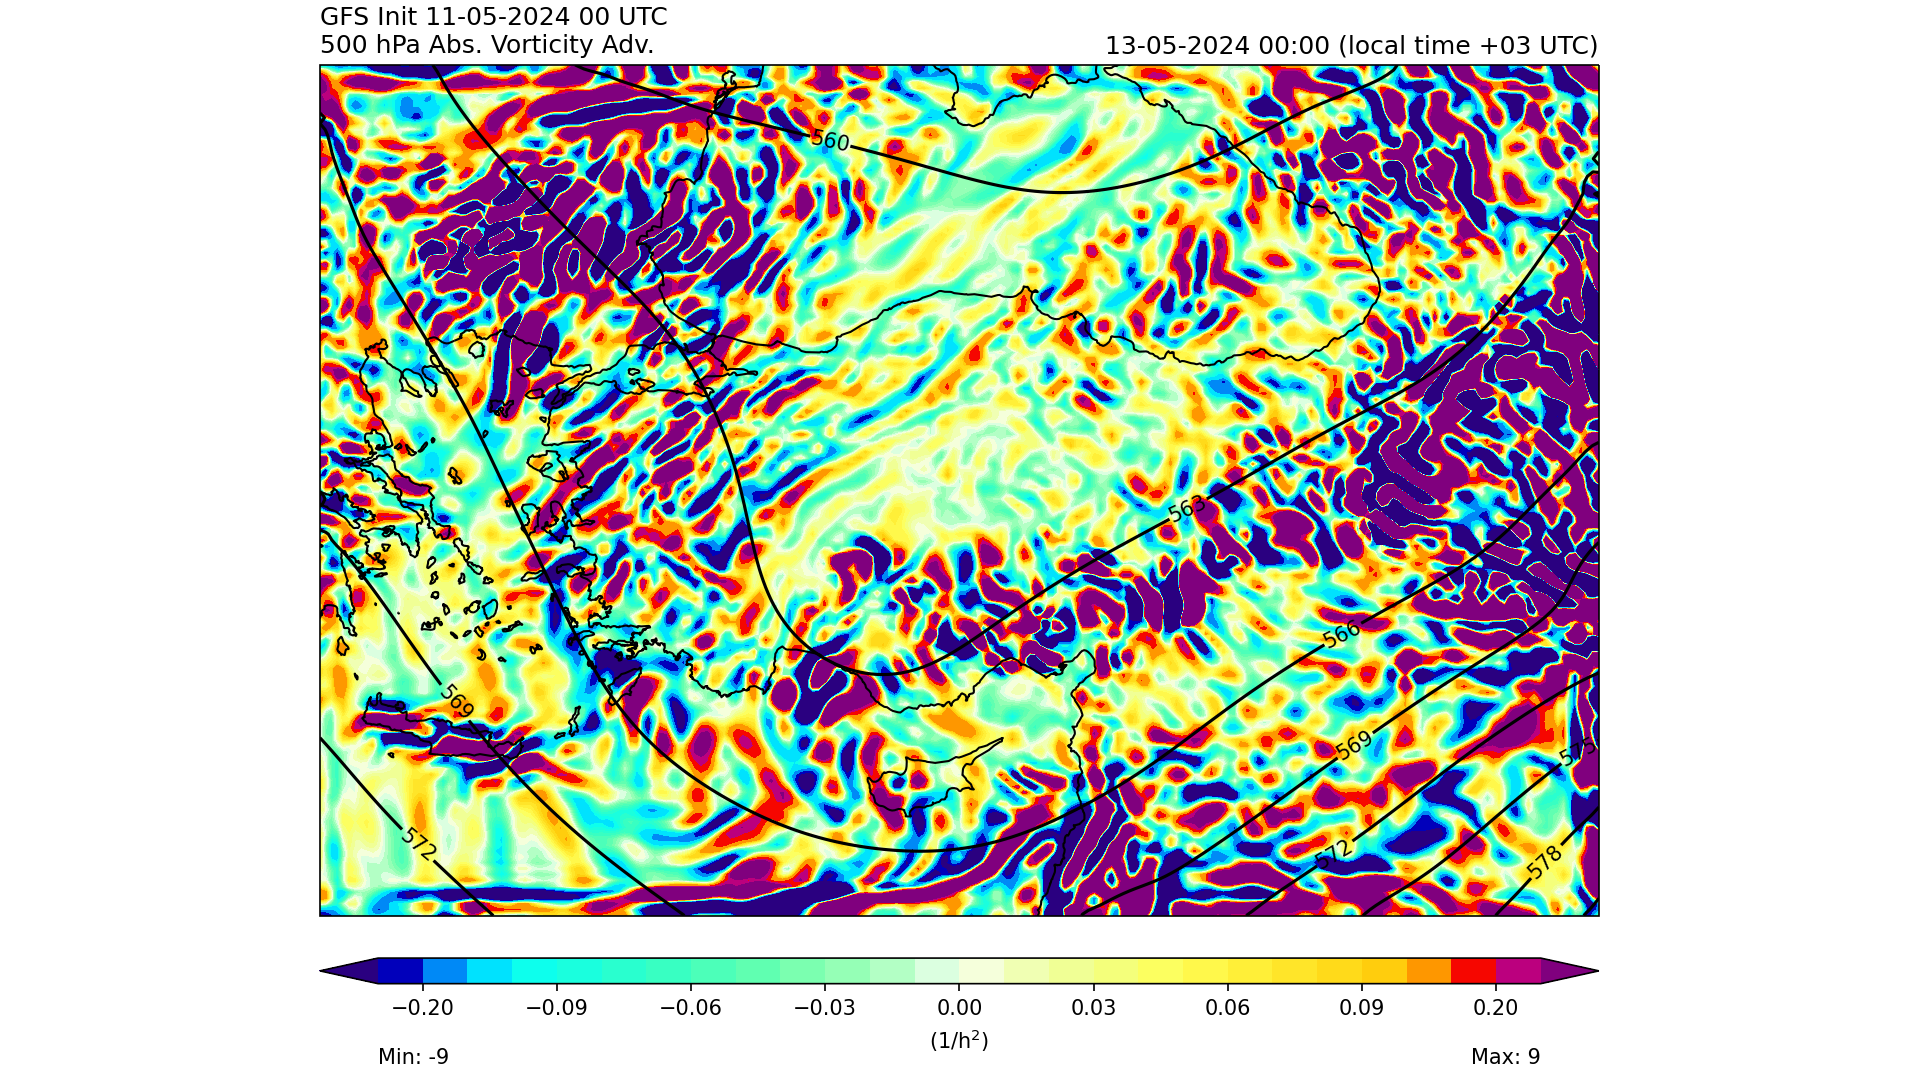 GFS Init 11-05-2024 00 UTC
500 hPa Abs. Vorticity Adv.
13-05-2024 00:00 (local time +03 UTC)
560
563
566
569
569
575
572
572
578
−0.20 −0.09 −0.06 −0.03 0.00 0.03 0.06 0.09 0.20
(1/h²)
Min: -9
Max: 9